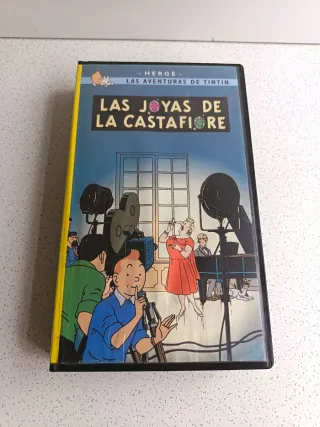 - HERGÉ -
LAS AVENTURAS DE TINTIN
LAS JOYAS DE
LA CASTAFIORE